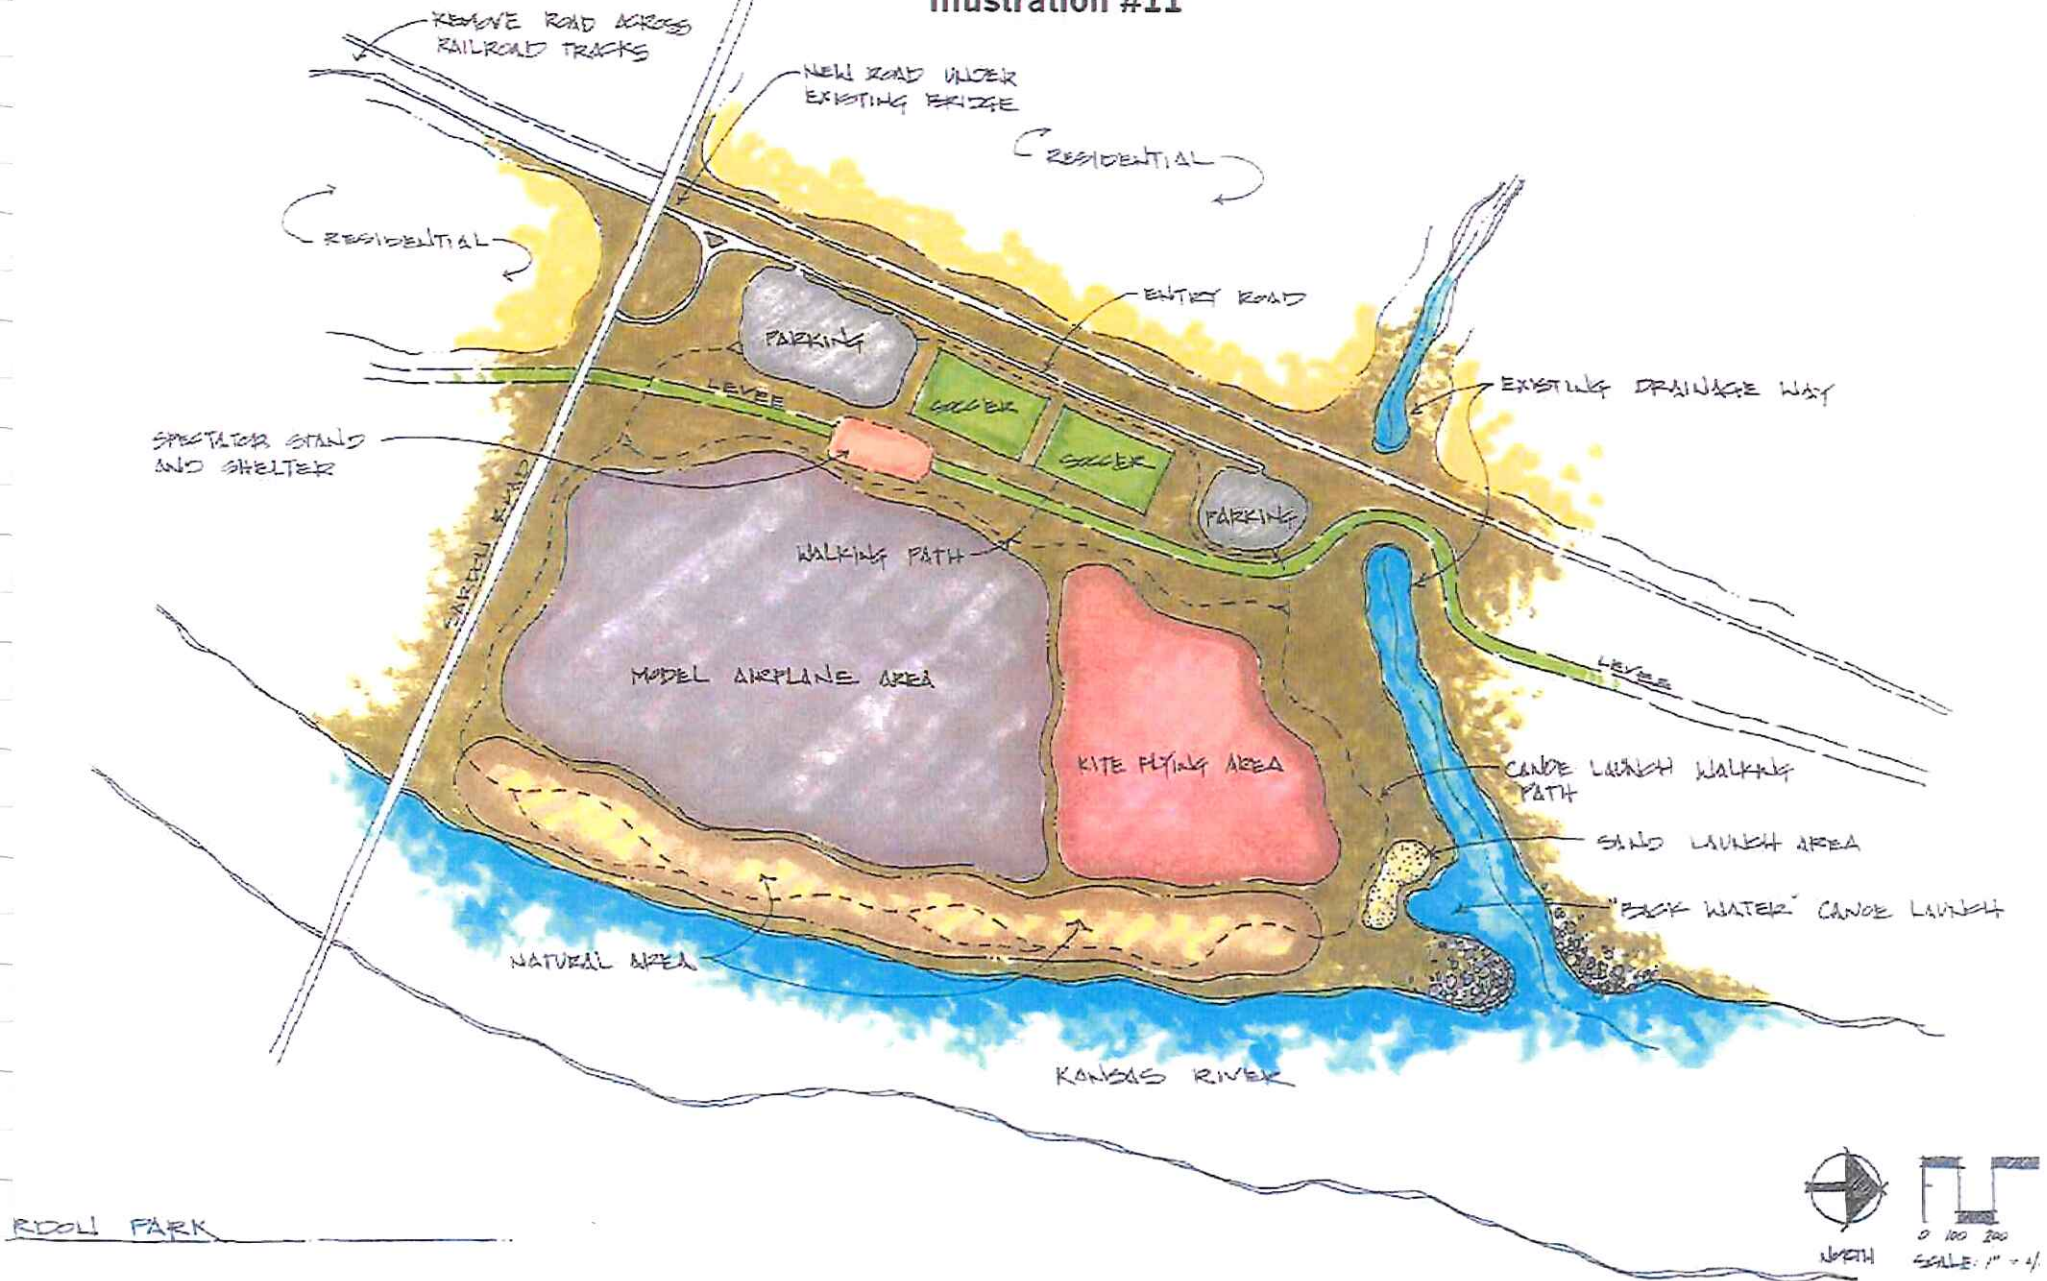 Illustration #11
REMOVE ROAD ACROSS
RAILROAD TRACKS
NEW ROAD UNDER
EXISTING BRIDGE
RESIDENTIAL
RESIDENTIAL
ENTRY ROAD
PARKING
LEVEE
SOCCER
SOCCER
EXISTING DRAINAGE WAY
SPECTATOR STAND
AND SHELTER
PARKING
WALKING PATH
MODEL AIRPLANE AREA
LEVEE
KITE FLYING AREA
CANOE LAUNCH WALKING
PATH
SAND LAUNCH AREA
"BACK WATER" CANOE LAUNCH
NATURAL AREA
KANSAS RIVER
RDOLL PARK
NORTH
0 100 200
SCALE: 1" =